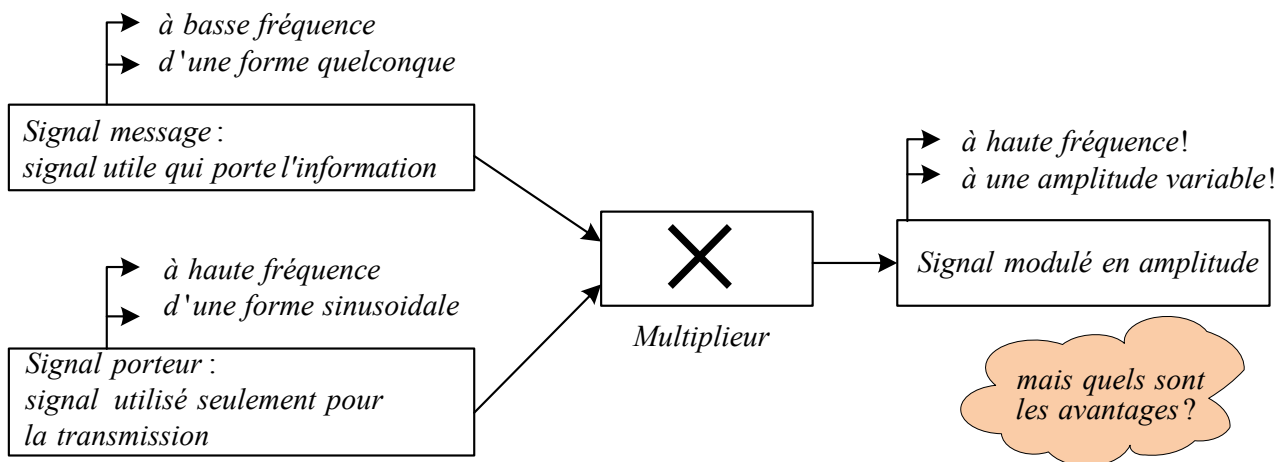 à basse fréquence
d'une forme quelconque
Signal message :
signal utile qui porte l'information
à haute fréquence
d'une forme sinusoidale
Signal porteur :
signal utilisé seulement pour
la transmission
Multiplieur
à haute fréquence!
à une amplitude variable!
Signal modulé en amplitude
mais quels sont
les avantages ?